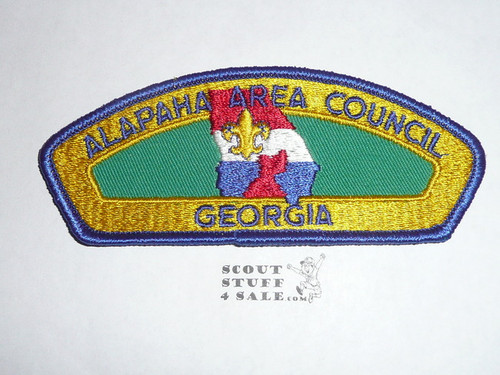 ALAPAHA AREA COUNCIL
GEORGIA
SCOUT
STUFF
4 SALE.COM